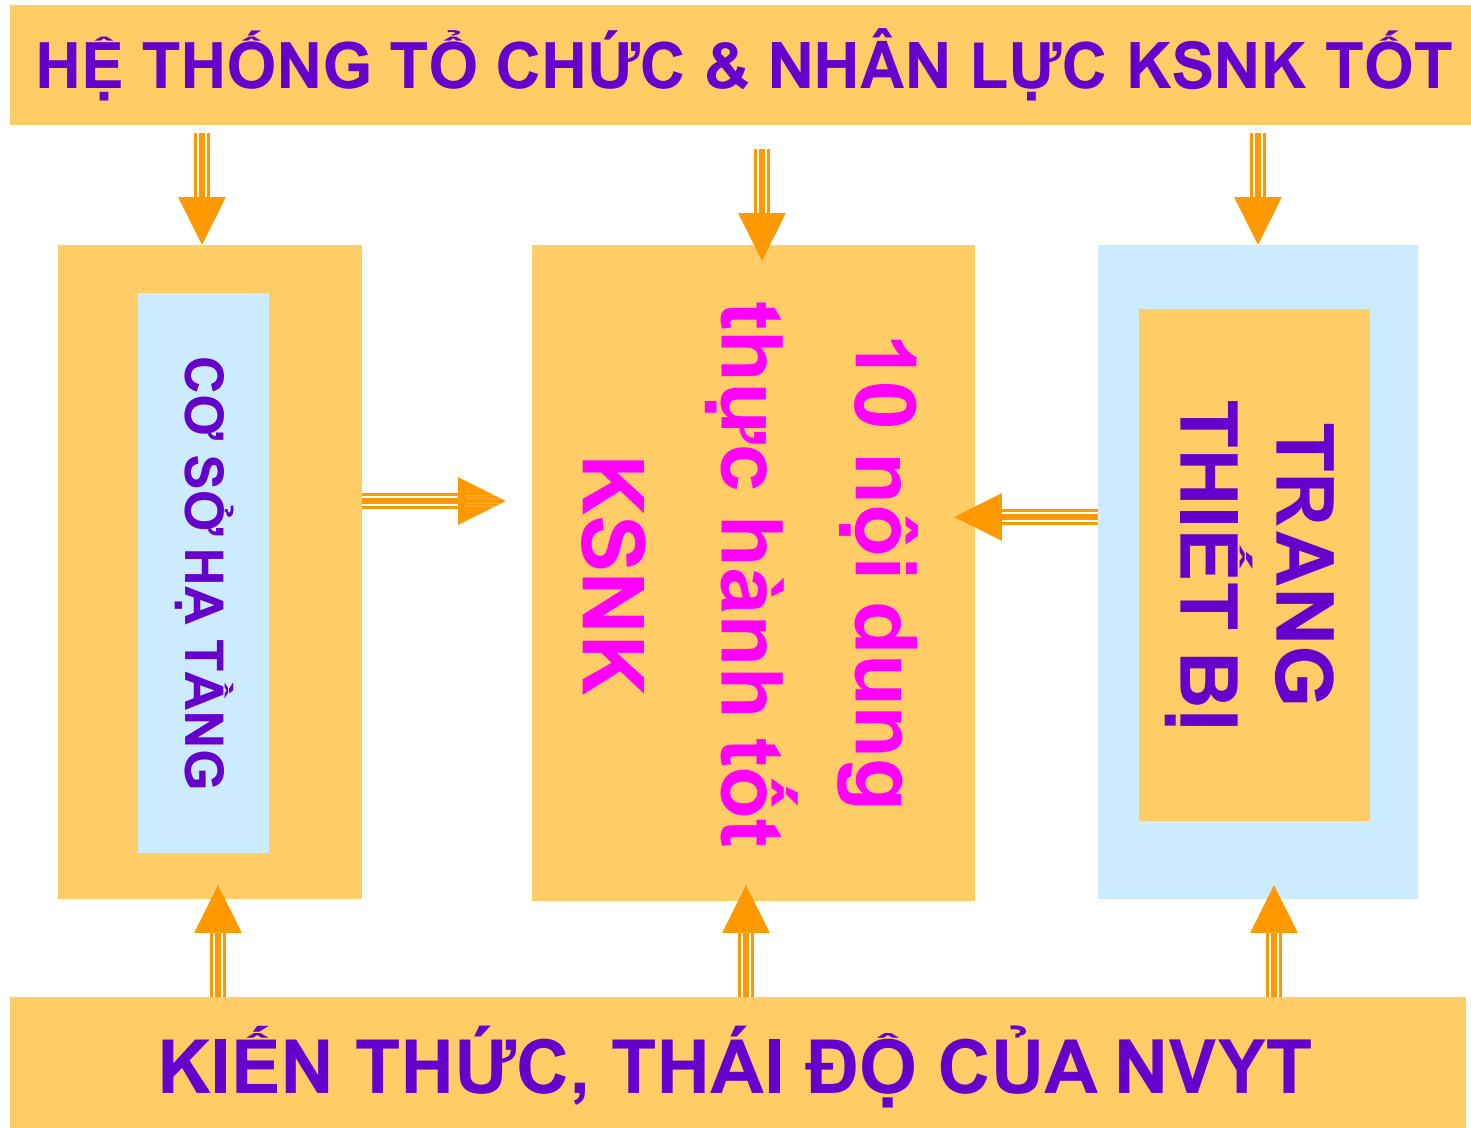 HỆ THỐNG TỔ CHỨC & NHÂN LỰC KSNK TỐT
CƠ SỞ HẠ TẦNG
10 nội dung
thực hành tốt
KSNK
TRANG
THIẾT BỊ
KIẾN THỨC, THÁI ĐỘ CỦA NVYT